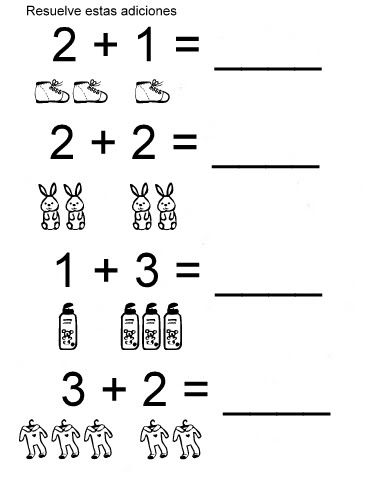 Resuelve estas adiciones
2 + 1 = _____
2 + 2 = _____
1 + 3 = _____
3 + 2 = _____